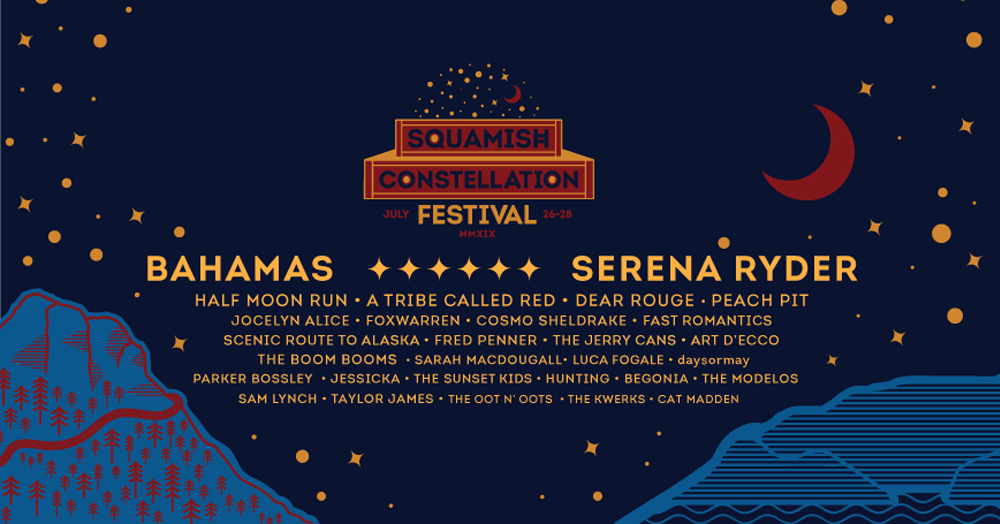 SQUAMISH
CONSTELLATION
JULY FESTIVAL 26-28
MMXIX
BAHAMAS SERENA RYDER
HALF MOON RUN • A TRIBE CALLED RED • DEAR ROUGE • PEACH PIT
JOCELYN ALICE • FOXWARREN • COSMO SHELDRAKE • FAST ROMANTICS
SCENIC ROUTE TO ALASKA • FRED PENNER • THE JERRY CANS • ART D'ECCO
THE BOOM BOOMS • SARAH MACDOUGALL • LUCA FOGALE • daysormay
PARKER BOSSLEY • JESSICKA • THE SUNSET KIDS • HUNTING • BEGONIA • THE MODELOS
SAM LYNCH • TAYLOR JAMES • THE OOT N' OOTS • THE KWERKS • CAT MADDEN